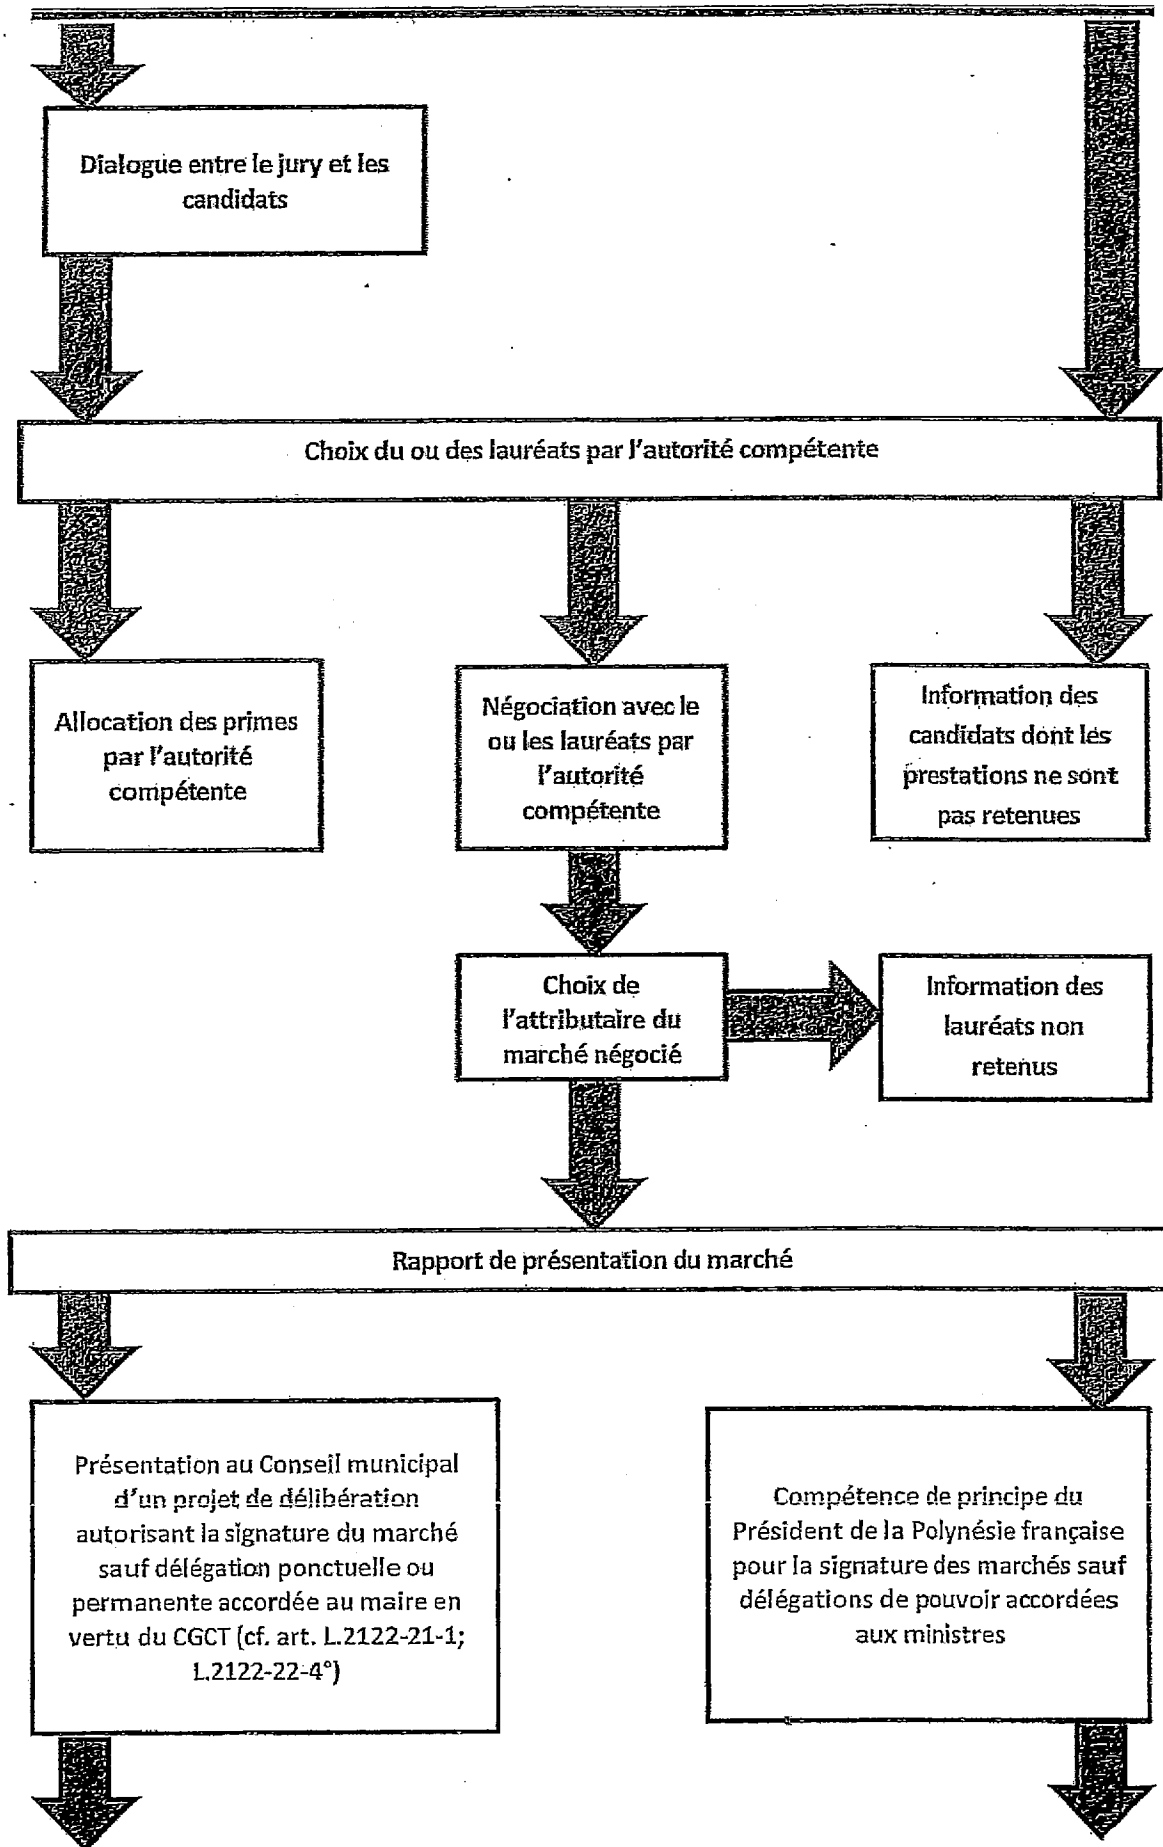 Dialogue entre le jury et les
candidats
Choix du ou des lauréats par l'autorité compétente
Allocation des primes
par l'autorité
compétente
Négociation avec le
ou les lauréats par
l'autorité
compétente
Information des
candidats dont les
prestations ne sont
pas retenues
Choix de
l'attributaire du
marché négocié
Information des
lauréats non
retenus
Rapport de présentation du marché
Présentation au Conseil municipal
d'un projet de délibération
autorisant la signature du marché
sauf délégation ponctuelle ou
permanente accordée au maire en
vertu du CGCT (cf. art. L.2122-21-1;
L.2122-22-4°)
Compétence de principe du
Président de la Polynésie française
pour la signature des marchés sauf
délégations de pouvoir accordées
aux ministres